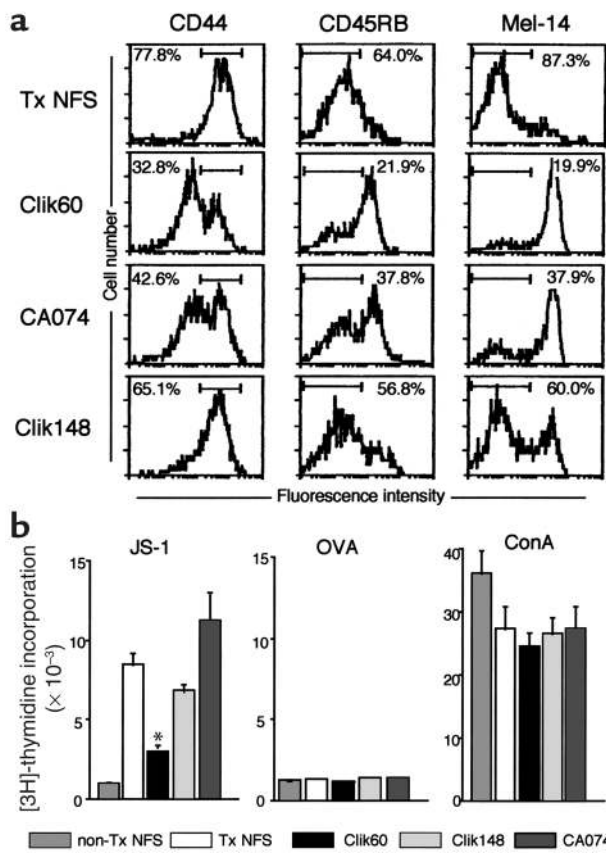 a
CD44 CD45RB Mel-14
Tx NFS 77.8% 64.0% 87.3%
Clik60 32.8% 21.9% 19.9%
CA074 42.6% 37.8% 37.9%
Clik148 65.1% 56.8% 60.0%
Cell number
Fluorescence intensity
b
JS-1 OVA ConA
[3H]-thymidine incorporation
(× 10⁻³)
15 15 40
10 10 30
5 5 20
0 0 10
0
*
non-Tx NFS Tx NFS Clik60 Clik148 CA074